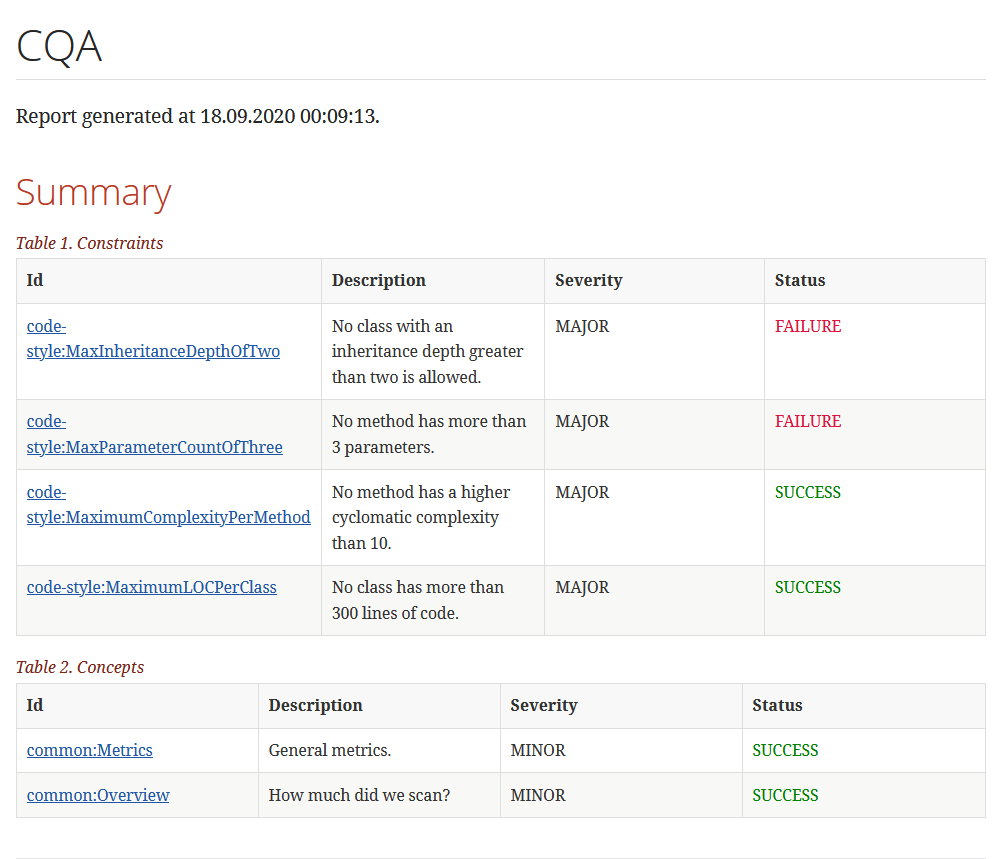 CQA
Report generated at 18.09.2020 00:09:13.
Summary
Table 1. Constraints
Id Description Severity Status
code-
style:MaxInheritanceDepthOfTwo
No class with an
inheritance depth greater
than two is allowed.
MAJOR
FAILURE
code-
style:MaxParameterCountOfThree
No method has more than
3 parameters.
MAJOR
FAILURE
code-
style:MaximumComplexityPerMethod
No method has a higher
cyclomatic complexity
than 10.
MAJOR
SUCCESS
code-style:MaximumLOCPerClass
No class has more than
300 lines of code.
MAJOR
SUCCESS
Table 2. Concepts
Id Description Severity Status
common:Metrics General metrics. MINOR SUCCESS
common:Overview How much did we scan? MINOR SUCCESS